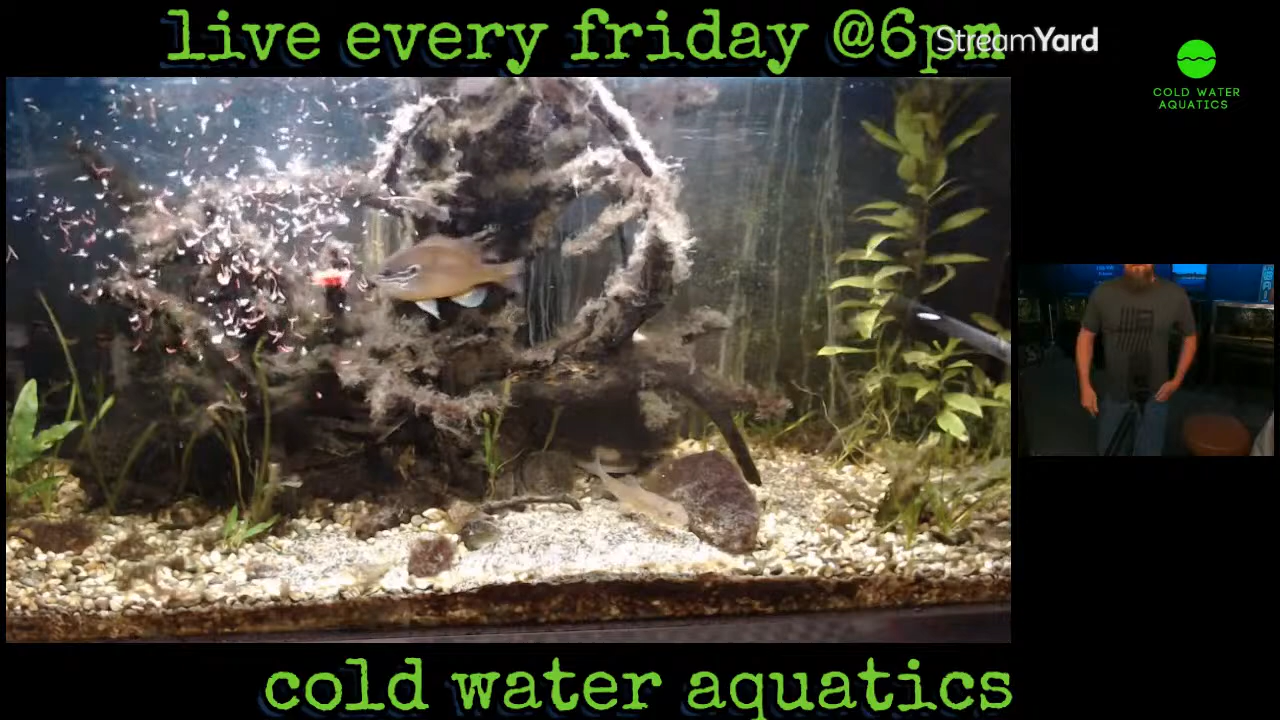 live every friday @6pm
StreamYard
COLD WATER
AQUATICS
cold water aquatics